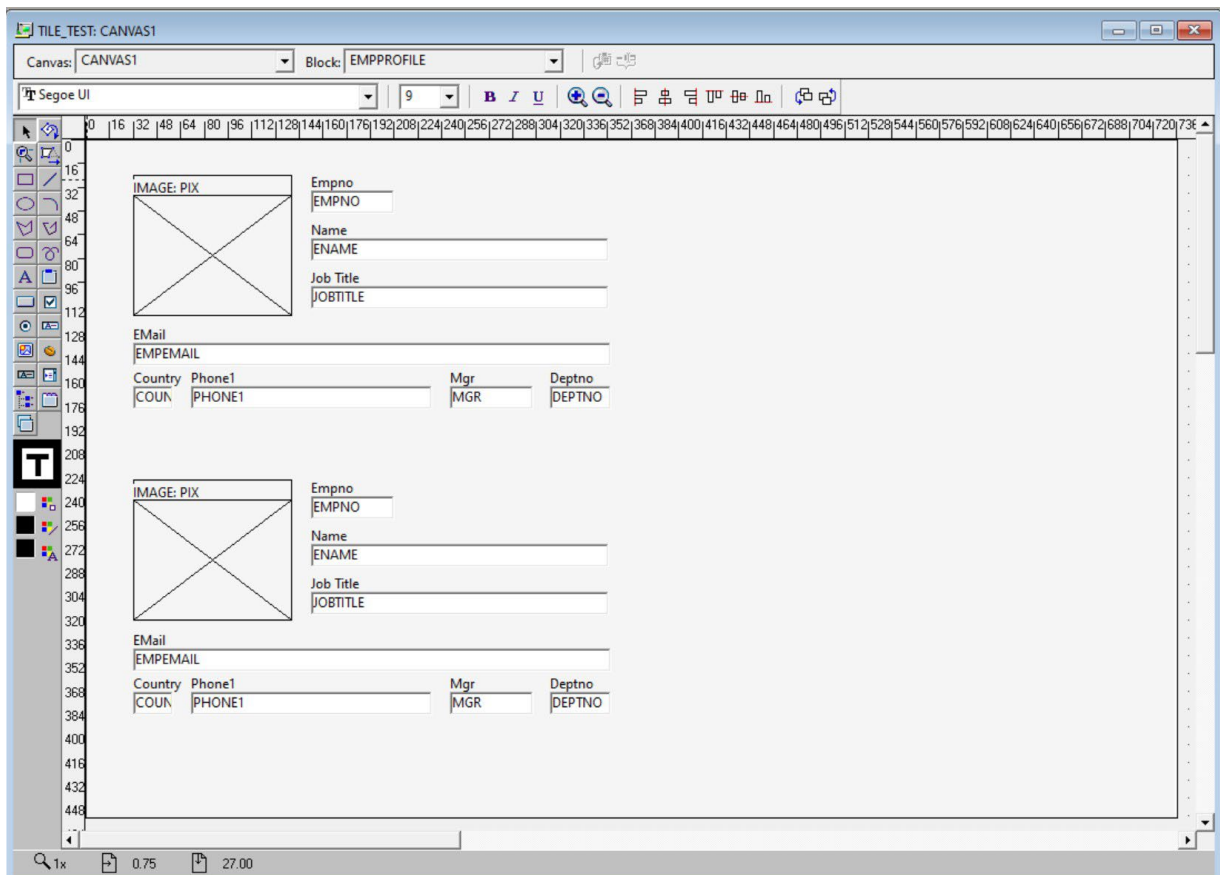 TILE_TEST: CANVAS1
Canvas: CANVAS1 Block: EMPPROFILE
Segoe UI 9 B I U
0 16 32 48 64 80 96 112 128 144 160 176 192 208 224 240 256 272 288 304 320 336 352 368 384 400 416 432 448 464 480 496 512 528 544 560 576 592 608 624 640 656 672 688 704 720 736
0
16
32
48
64
80
96
112
128
144
160
176
192
208
224
240
256
272
288
304
320
336
352
368
384
400
416
432
448
A
T
A
IMAGE: PIX
Empno
EMPNO
Name
ENAME
Job Title
JOBTITLE
EMail
EMPEMAIL
Country Phone1 Mgr Deptno
COUN PHONE1 MGR DEPTNO
IMAGE: PIX
Empno
EMPNO
Name
ENAME
Job Title
JOBTITLE
EMail
EMPEMAIL
Country Phone1 Mgr Deptno
COUN PHONE1 MGR DEPTNO
1x 0.75 27.00